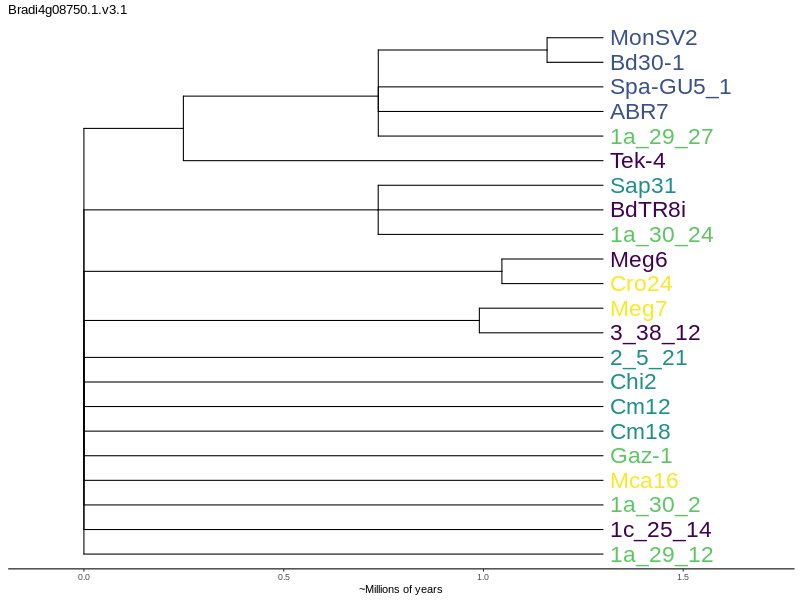 Bradi4g08750.1.v3.1
MonSV2
Bd30-1
Spa-GU5_1
ABR7
1a_29_27
Tek-4
Sap31
BdTR8i
1a_30_24
Meg6
Cro24
Meg7
3_38_12
2_5_21
Chi2
Cm12
Cm18
Gaz-1
Mca16
1a_30_2
1c_25_14
1a_29_12
0.0 0.5 1.0 1.5
~Millions of years